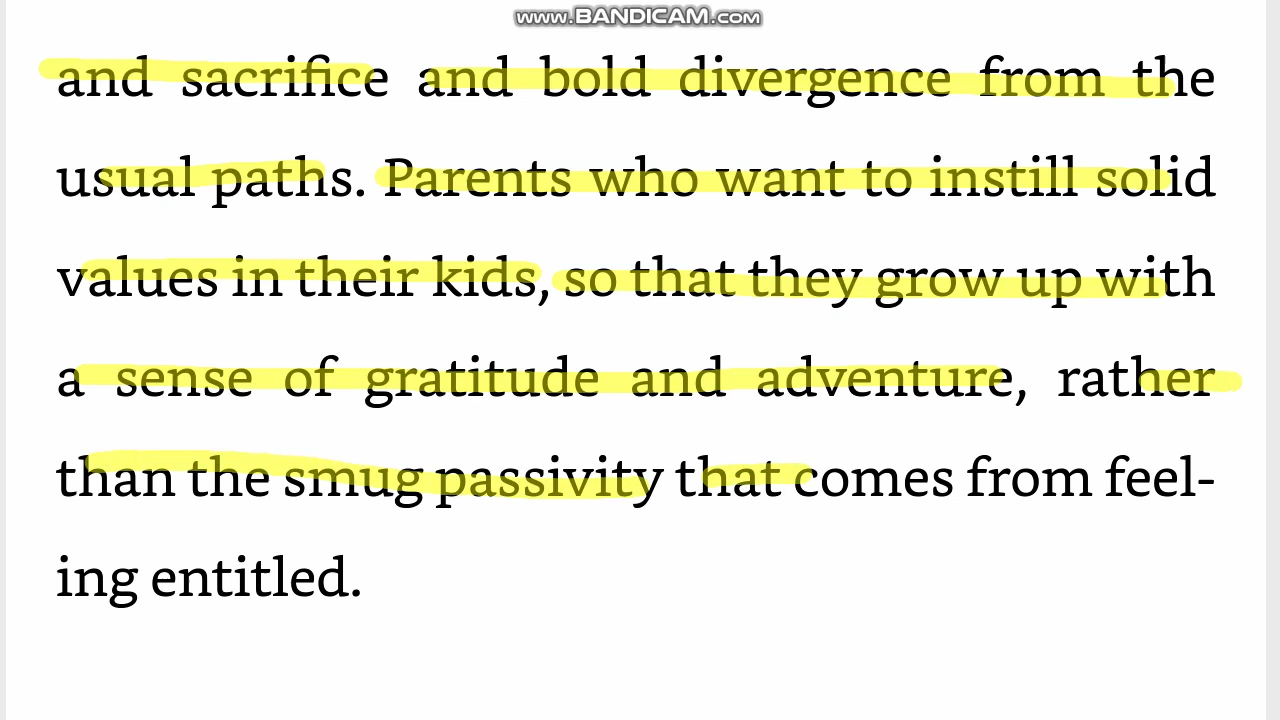 www.BANDICAM.com
and sacrifice and bold divergence from the
usual paths. Parents who want to instill solid
values in their kids, so that they grow up with
a sense of gratitude and adventure, rather
than the smug passivity that comes from feel-
ing entitled.